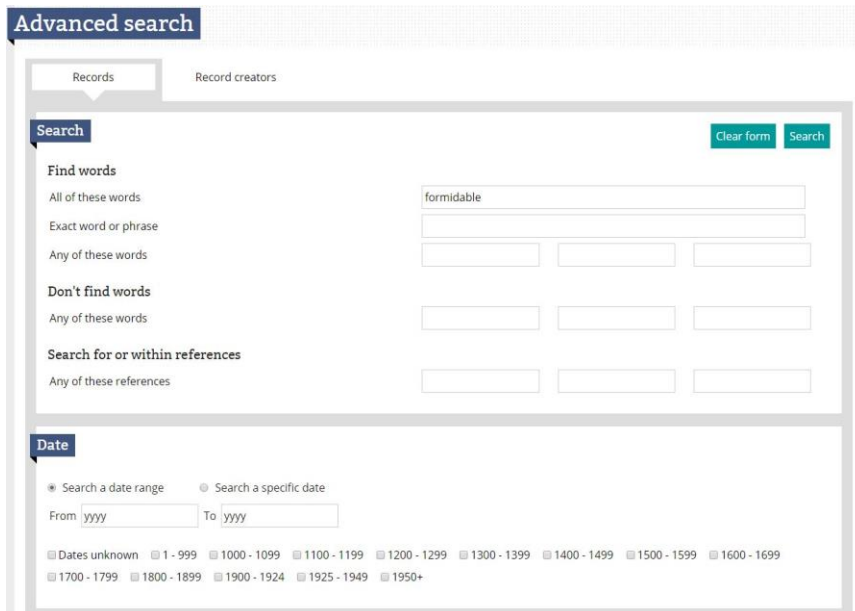 Advanced search
Records Record creators
Search
Clear form Search
Find words
All of these words formidable
Exact word or phrase
Any of these words
Don't find words
Any of these words
Search for or within references
Any of these references
Date
Search a date range Search a specific date
From yyyy To yyyy
Dates unknown 1 - 999 1000 - 1099 1100 - 1199 1200 - 1299 1300 - 1399 1400 - 1499 1500 - 1599 1600 - 1699
1700 - 1799 1800 - 1899 1900 - 1924 1925 - 1949 1950+